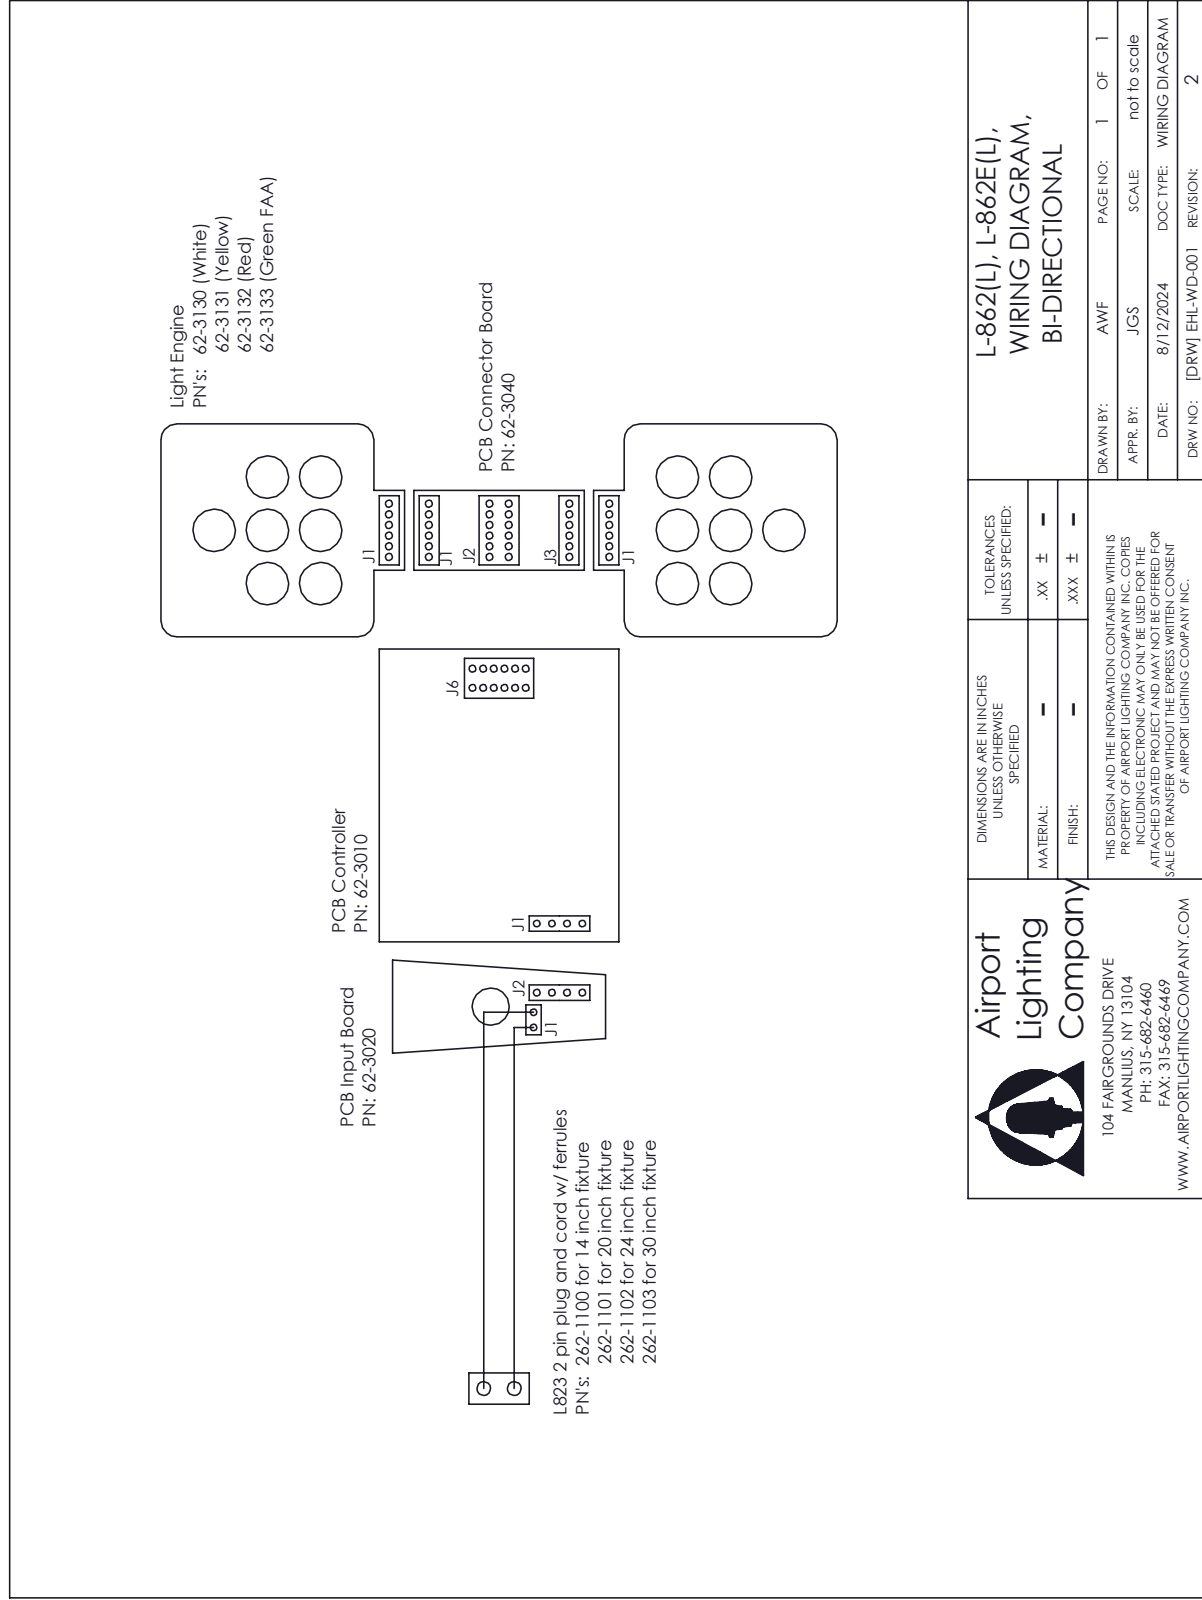 Light Engine
PN's: 62-3130 (White)
62-3131 (Yellow)
62-3132 (Red)
62-3133 (Green FAA)
PCB Connector Board
PN: 62-3040
J1
J1
J2
J3
J1
PCB Controller
PN: 62-3010
J6
J1
PCB Input Board
PN: 62-3020
J2
J1
L823 2 pin plug and cord w/ ferrules
PN's: 262-1100 for 14 inch fixture
262-1101 for 20 inch fixture
262-1102 for 24 inch fixture
262-1103 for 30 inch fixture
Airport
Lighting
Company
104 FAIRGROUNDS DRIVE
MANLIUS, NY 13104
PH: 315-682-6460
FAX: 315-682-6469
WWW.AIRPORTLIGHTINGCOMPANY.COM
DIMENSIONS ARE IN INCHES
UNLESS OTHERWISE
SPECIFIED
MATERIAL: –
FINISH: –
TOLERANCES
UNLESS SPECIFIED:
.XX ± –
.XXX ± –
THIS DESIGN AND THE INFORMATION CONTAINED WITHIN IS
PROPERTY OF AIRPORT LIGHTING COMPANY INC. COPIES
INCLUDING ELECTRONIC MAY ONLY BE USED FOR THE
ATTACHED STATED PROJECT AND MAY NOT BE OFFERED FOR
SALE OR TRANSFER WITHOUT THE EXPRESS WRITTEN CONSENT
OF AIRPORT LIGHTING COMPANY INC.
L-862(L), L-862E(L),
WIRING DIAGRAM,
BI-DIRECTIONAL
DRAWN BY: AWF PAGE NO: 1 OF 1
APPR. BY: JGS SCALE: not to scale
DATE: 8/12/2024 DOC TYPE: WIRING DIAGRAM
DRW NO: [DRW] EHL-WD-001 REVISION: 2